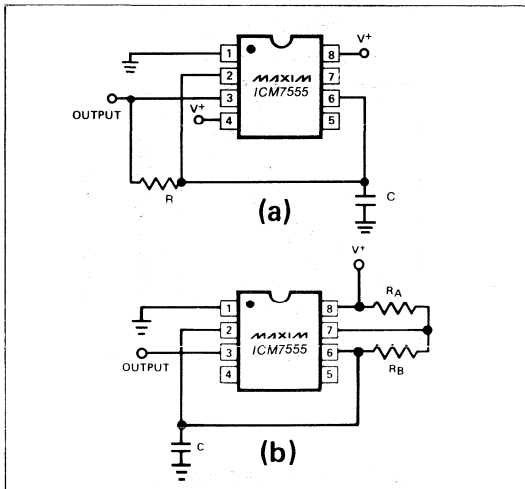 V+
1 8
2 MAXIM 7
3 ICM7555 6
OUTPUT V+ 4 5
R C
(a)
V+
1 8 RA
2 MAXIM 7
3 ICM7555 6
OUTPUT 4 5 RB
C
(b)